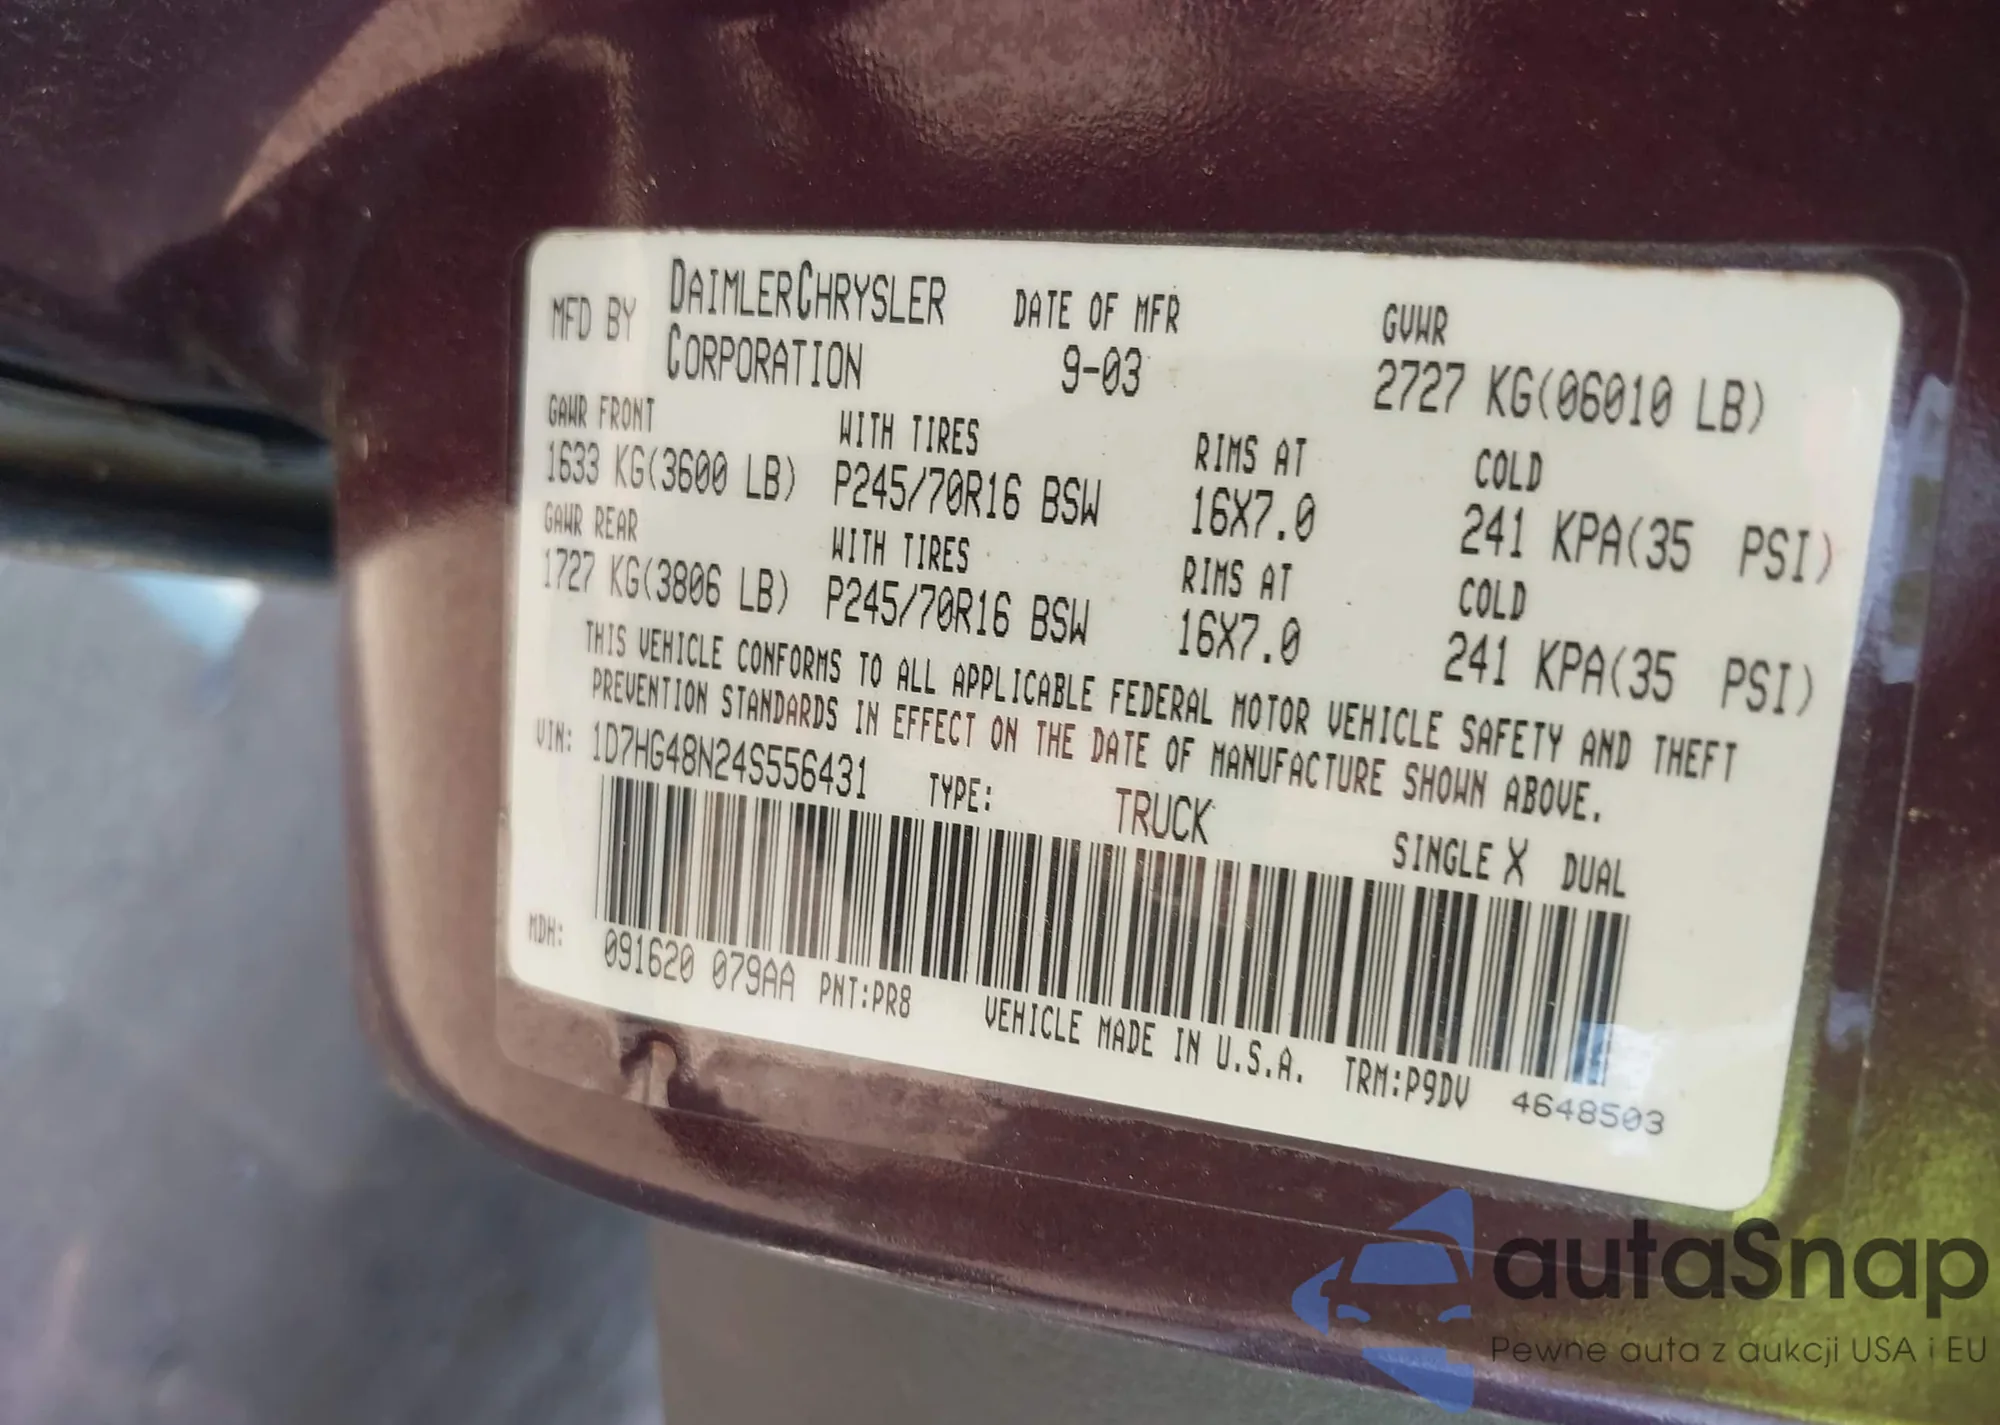 MFD BY DAIMLERCHRYSLER CORPORATION
DATE OF MFR 9-03
GVWR 2727 KG(06010 LB)
GAWR FRONT WITH TIRES RIMS AT COLD
1633 KG(3600 LB) P245/70R16 BSW 16X7.0 241 KPA(35 PSI)
GAWR REAR WITH TIRES RIMS AT COLD
1727 KG(3806 LB) P245/70R16 BSW 16X7.0 241 KPA(35 PSI)
THIS VEHICLE CONFORMS TO ALL APPLICABLE FEDERAL MOTOR VEHICLE SAFETY AND THEFT
PREVENTION STANDARDS IN EFFECT ON THE DATE OF MANUFACTURE SHOWN ABOVE.
VIN: 1D7HG48N24S556431 TYPE: TRUCK SINGLE X DUAL
MDH: 091620 079AA PNT:PR8 VEHICLE MADE IN U.S.A. TRM:P9DV 4648503
autaSnap
Pewne auta z aukcji USA i EU